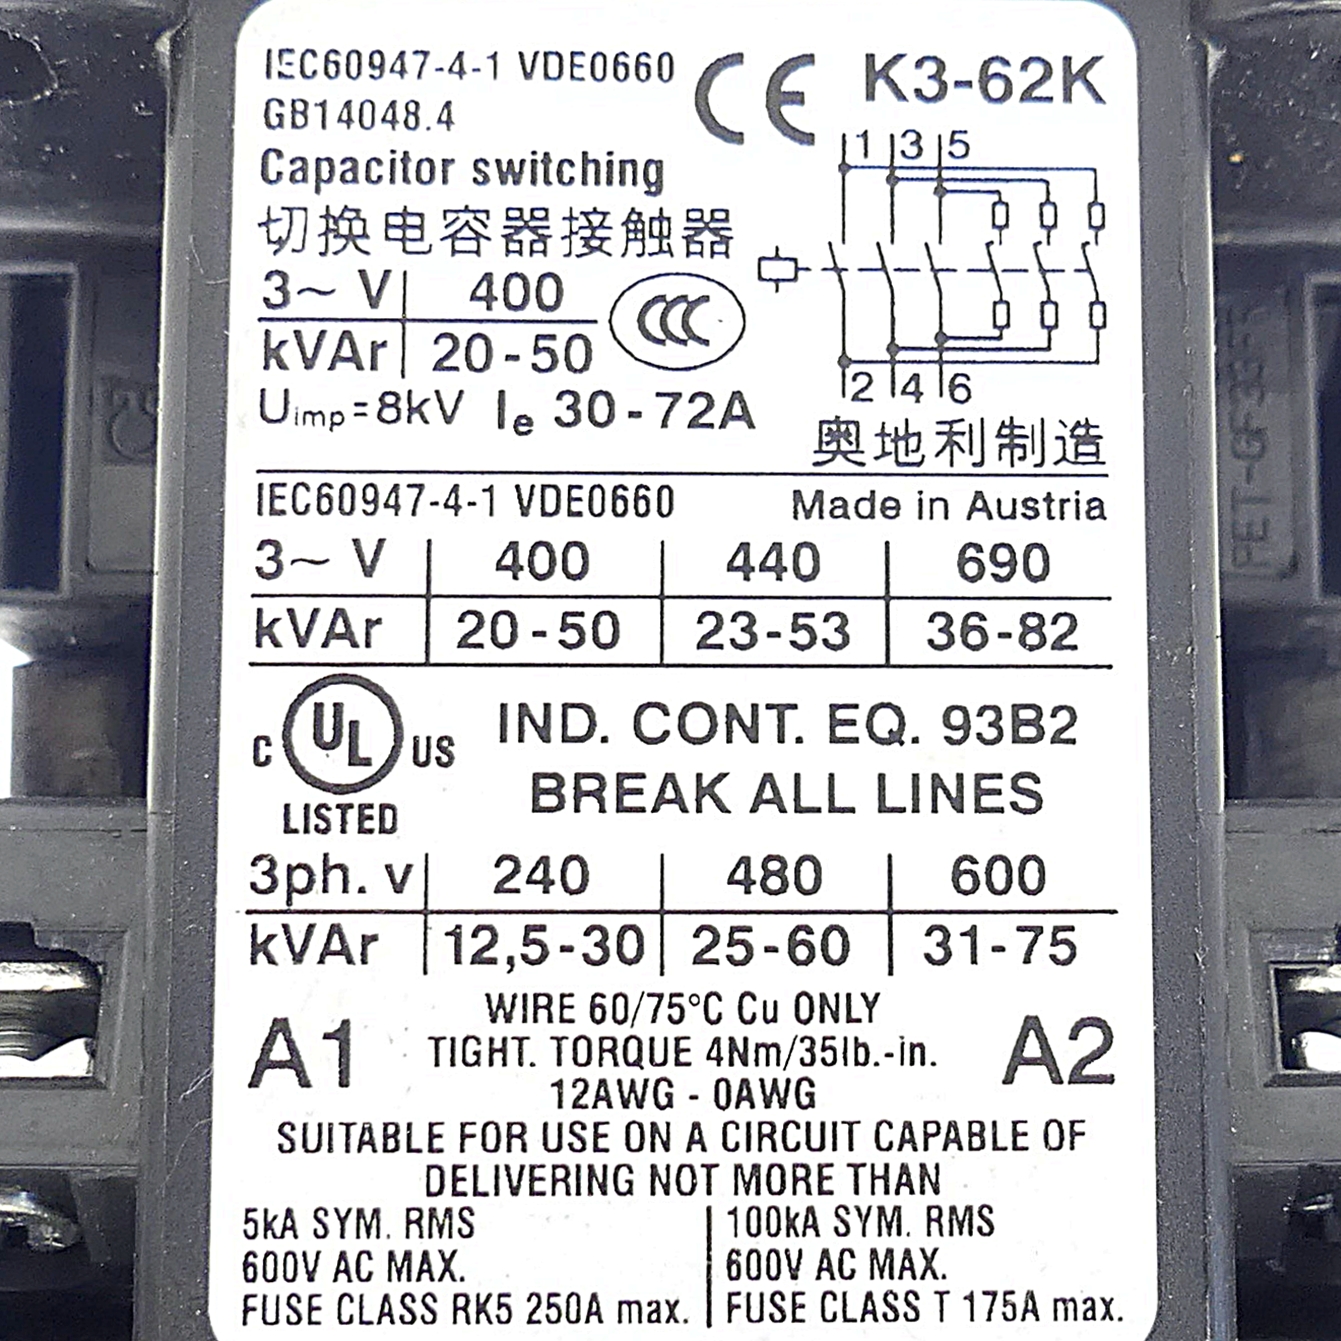 IEC60947-4-1 VDE0660 CE K3-62K
GB14048.4
Capacitor switching
切换电容器接触器
1 3 5
3~ V 400
CCC
kVAr 20-50
2 4 6
Uimp=8kV Ie 30-72A
奥地利制造
IEC60947-4-1 VDE0660 Made in Austria
3~ V 400 440 690
kVAr 20-50 23-53 36-82
C UL US
LISTED
IND. CONT. EQ. 93B2
BREAK ALL LINES
3ph. v 240 480 600
kVAr 12,5-30 25-60 31-75
A1
WIRE 60/75°C Cu ONLY
TIGHT. TORQUE 4Nm/35lb.-in.
12AWG - 0AWG
A2
SUITABLE FOR USE ON A CIRCUIT CAPABLE OF
DELIVERING NOT MORE THAN
5kA SYM. RMS
600V AC MAX.
FUSE CLASS RK5 250A max.
100kA SYM. RMS
600V AC MAX.
FUSE CLASS T 175A max.